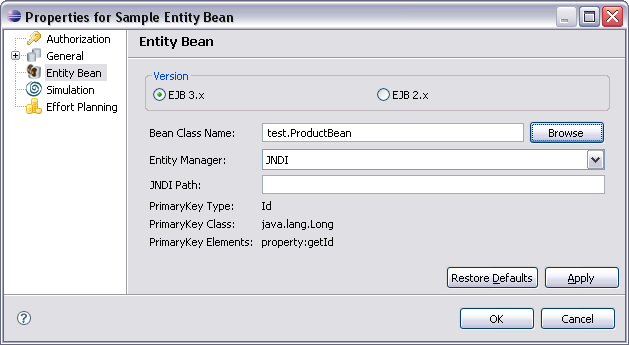 Properties for Sample Entity Bean
Authorization
General
Entity Bean
Simulation
Effort Planning
Entity Bean
Version
EJB 3.x EJB 2.x
Bean Class Name: test.ProductBean Browse
Entity Manager: JNDI
JNDI Path:
PrimaryKey Type: Id
PrimaryKey Class: java.lang.Long
PrimaryKey Elements: property:getId
Restore Defaults Apply
? OK Cancel